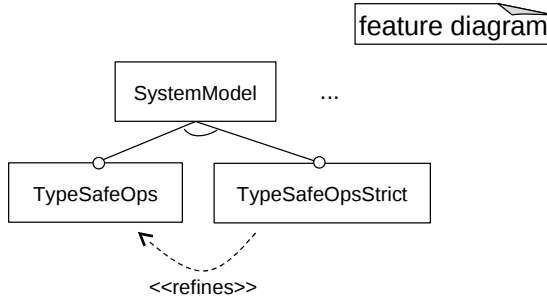 feature diagram
SystemModel
...
TypeSafeOps
TypeSafeOpsStrict
<<refines>>